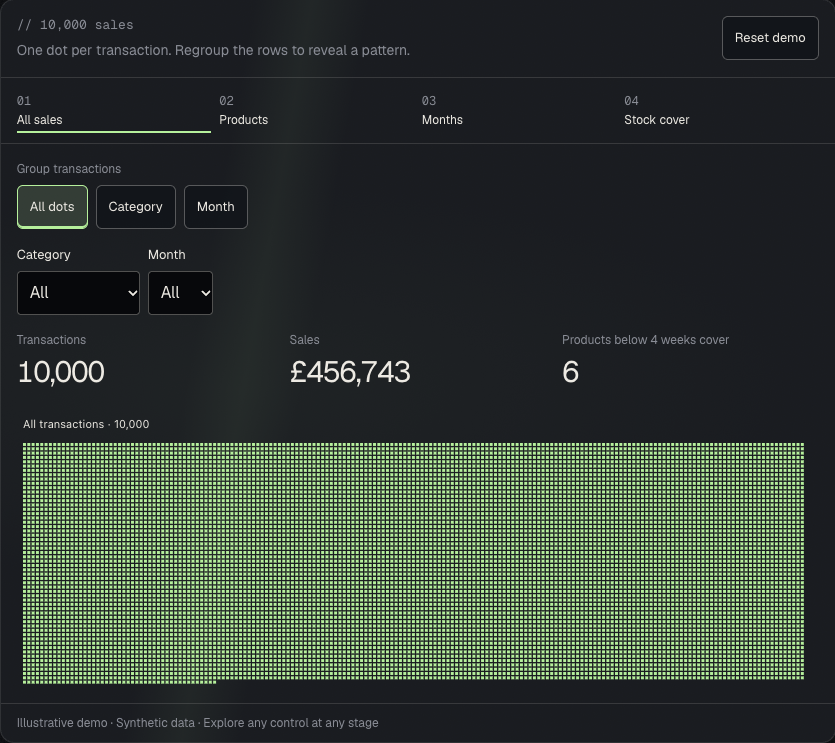 // 10,000 sales
One dot per transaction. Regroup the rows to reveal a pattern.
Reset demo
01
All sales
02
Products
03
Months
04
Stock cover
Group transactions
All dots
Category
Month
Category
Month
All
All
Transactions
Sales
Products below 4 weeks cover
10,000
£456,743
6
All transactions · 10,000
Illustrative demo · Synthetic data · Explore any control at any stage